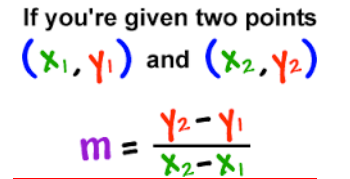 If you're given two points
(x₁, y₁) and (x₂, y₂)
m = y₂-y₁
x₂-x₁